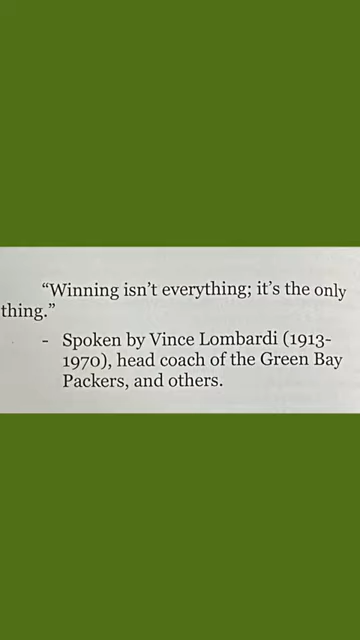 “Winning isn’t everything; it’s the only
thing.”
- Spoken by Vince Lombardi (1913-
1970), head coach of the Green Bay
Packers, and others.